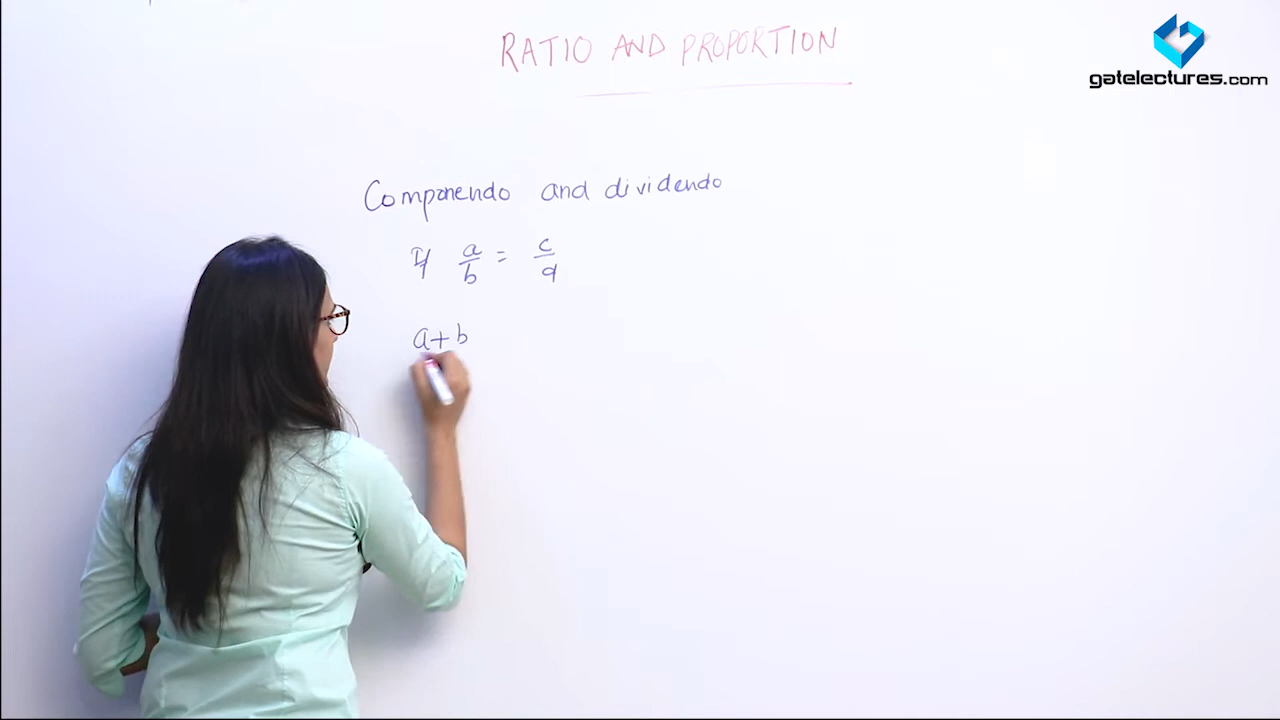 RATIO AND PROPORTION
gatelectures.com
Componendo and dividendo
If a/b = c/d
a+b